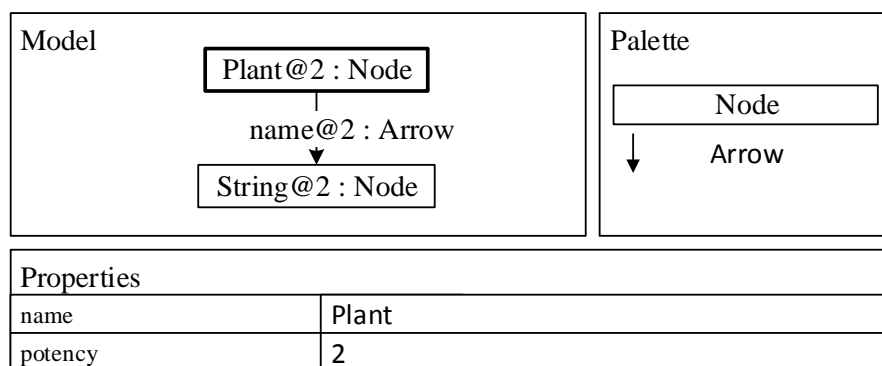 Model
Plant@2 : Node
name@2 : Arrow
String@2 : Node
Palette
Node
Arrow
Properties
name Plant
potency 2